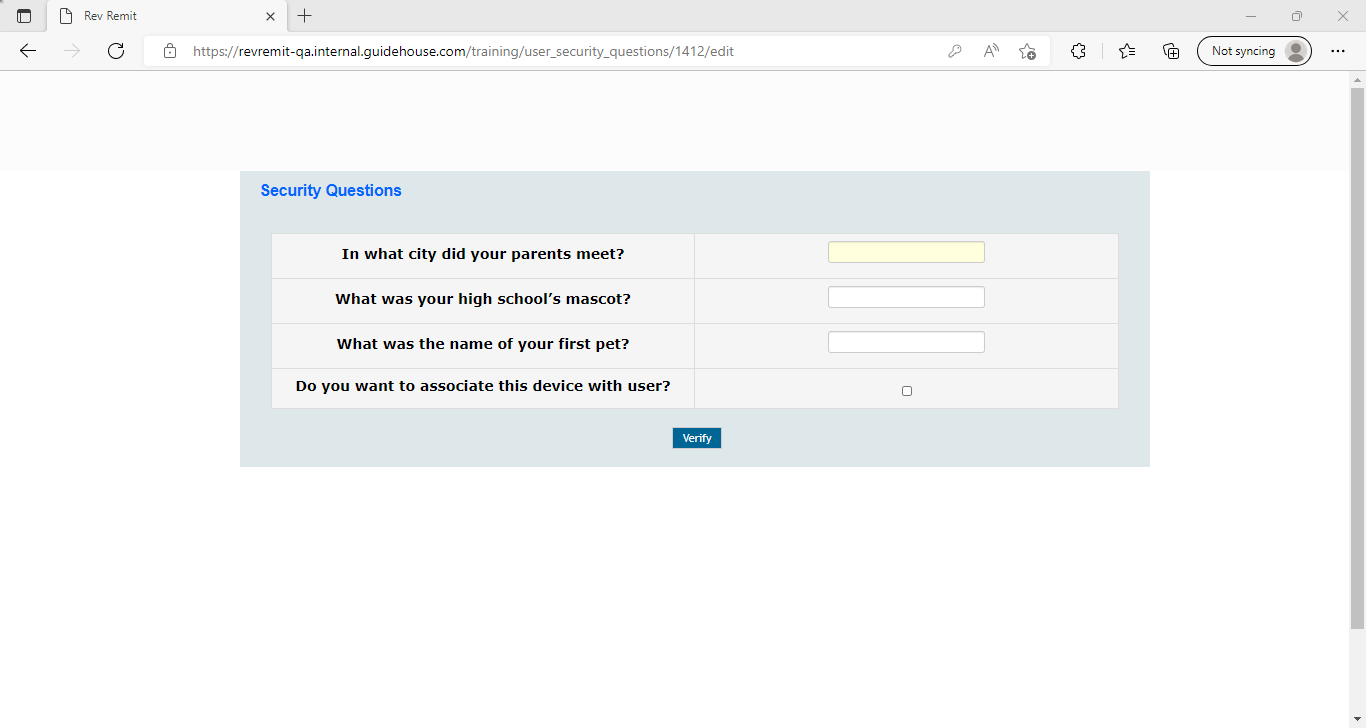 Rev Remit
https://revremit-qa.internal.guidehouse.com/training/user_security_questions/1412/edit
Not syncing
Security Questions
In what city did your parents meet?
What was your high school's mascot?
What was the name of your first pet?
Do you want to associate this device with user?
Verify